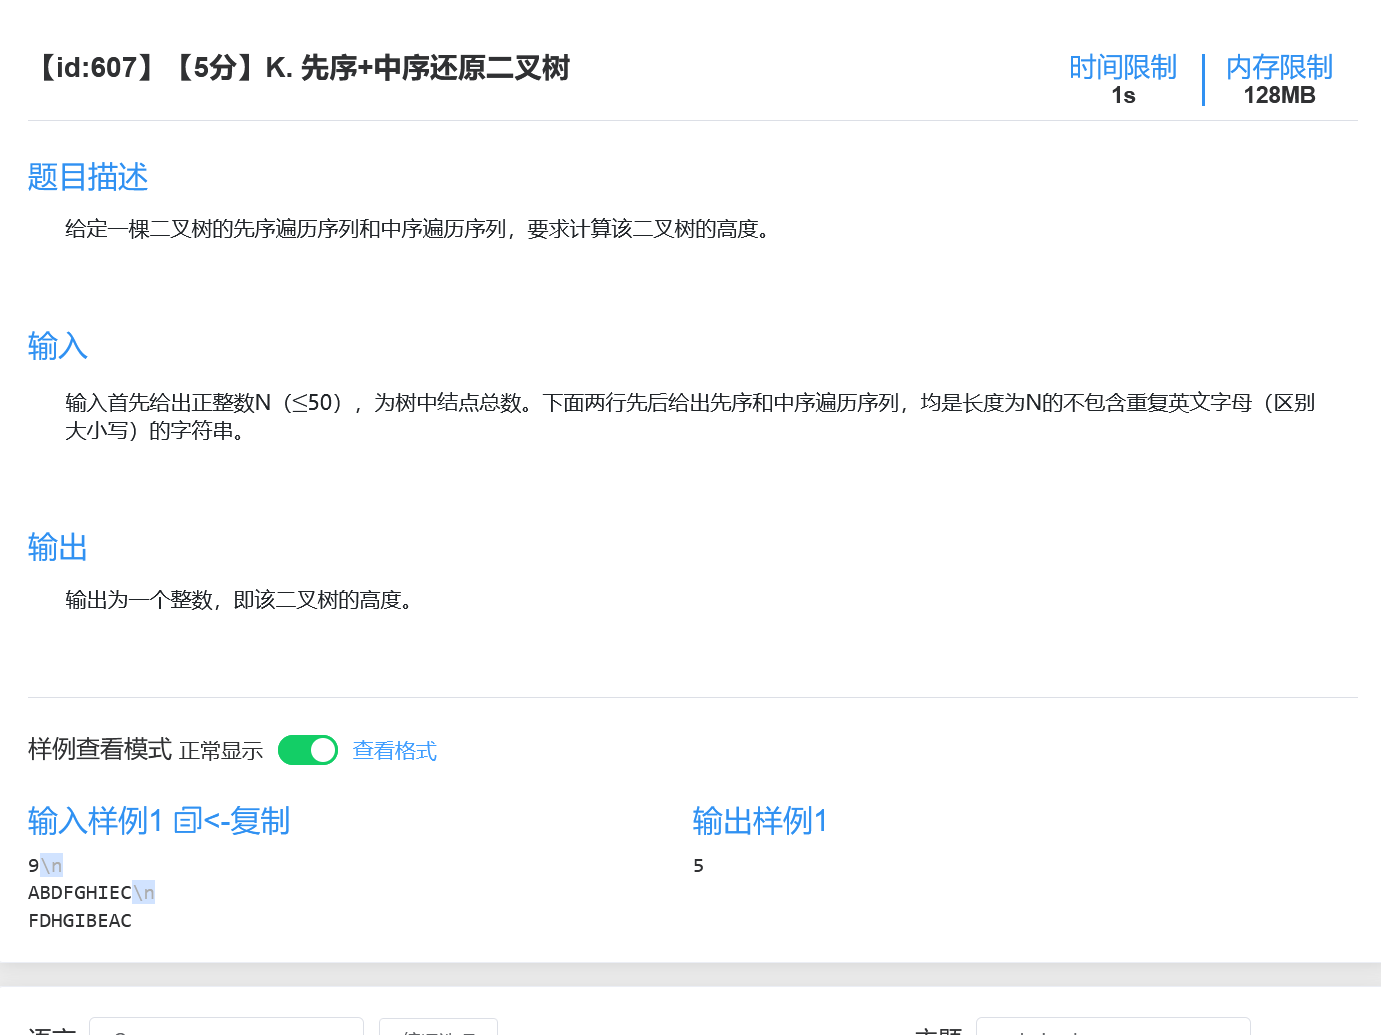 【id:607】【5分】K. 先序+中序还原二叉树
时间限制
1s
内存限制
128MB
题目描述
给定一棵二叉树的先序遍历序列和中序遍历序列，要求计算该二叉树的高度。
输入
输入首先给出正整数N（≤50），为树中结点总数。下面两行先后给出先序和中序遍历序列，均是长度为N的不包含重复英文字母（区别
大小写）的字符串。
输出
输出为一个整数，即该二叉树的高度。
样例查看模式 正常显示 查看格式
输入样例1 <-复制
9\n
ABDFGHIEC\n
FDHGIBEAC
输出样例1
5